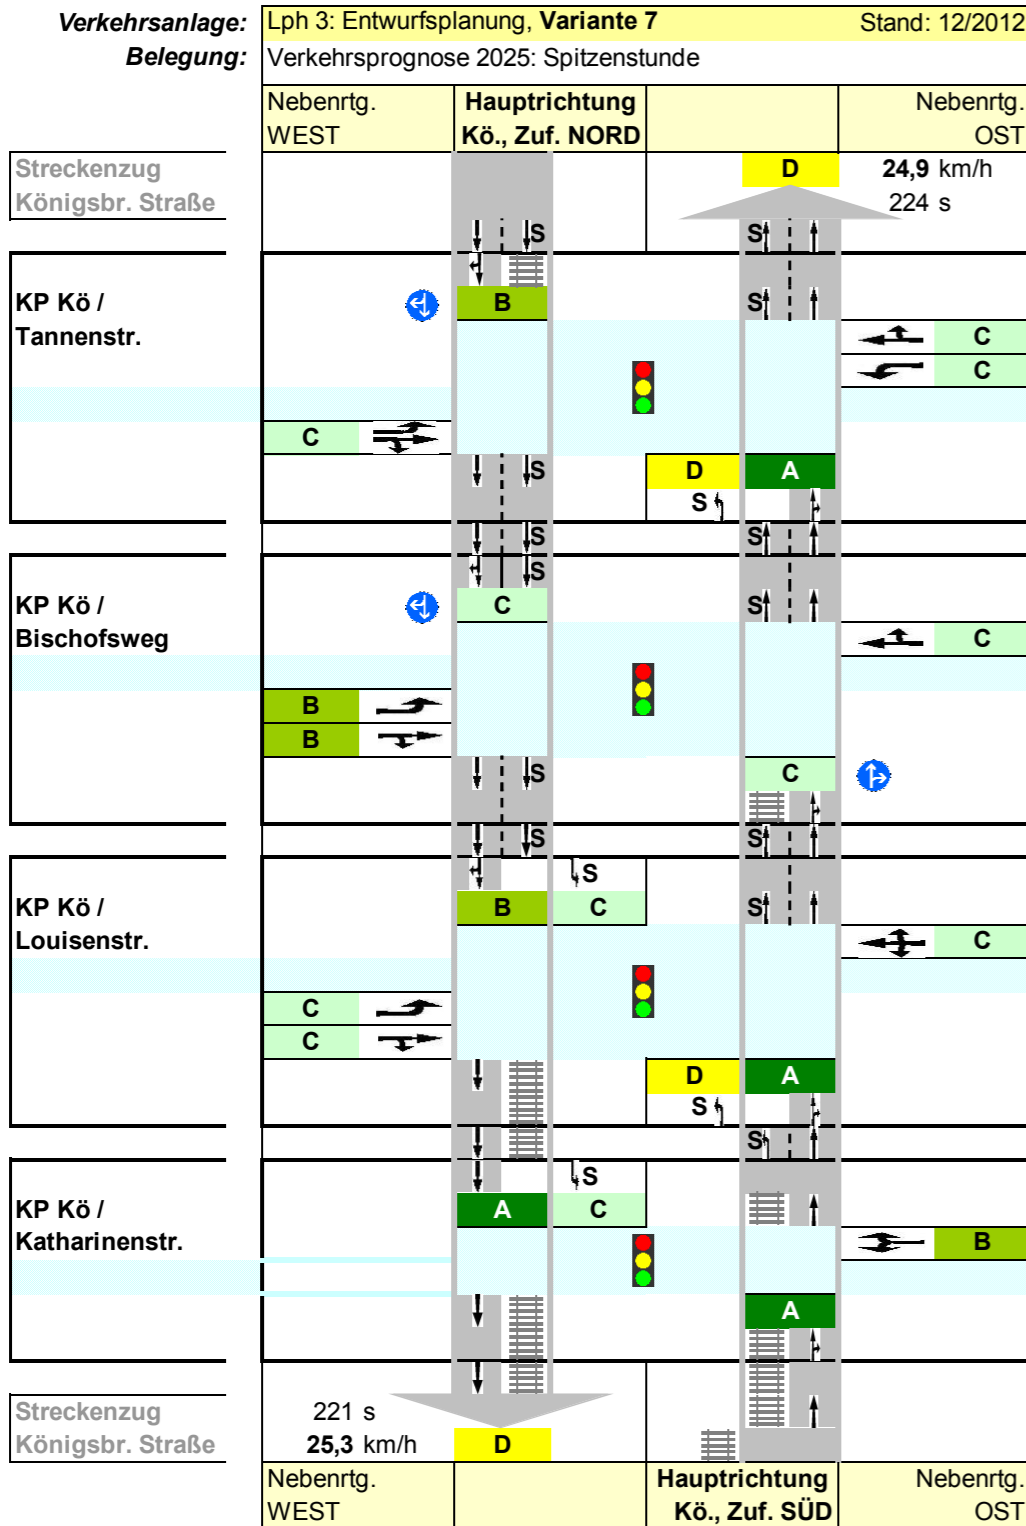 Verkehrsanlage: Lph 3: Entwurfsplanung, Variante 7 Stand: 12/2012
Belegung: Verkehrsprognose 2025: Spitzenstunde
Nebenrtg. Hauptrichtung Nebenrtg.
WEST Kö., Zuf. NORD OST
Streckenzug D 24,9 km/h
Königsbr. Straße 224 s
S S
KP Kö / B S
Tannenstr. C
C
C
S D A
S
S S
S
KP Kö / C S
Bischofsweg C
B
B
S C
S S
S
KP Kö / B C S
Louisenstr. C
C
C
D A
S
S
S
KP Kö / A C
Katharinenstr. B
A
Streckenzug 221 s
Königsbr. Straße 25,3 km/h D
Nebenrtg. Hauptrichtung Nebenrtg.
WEST Kö., Zuf. SÜD OST